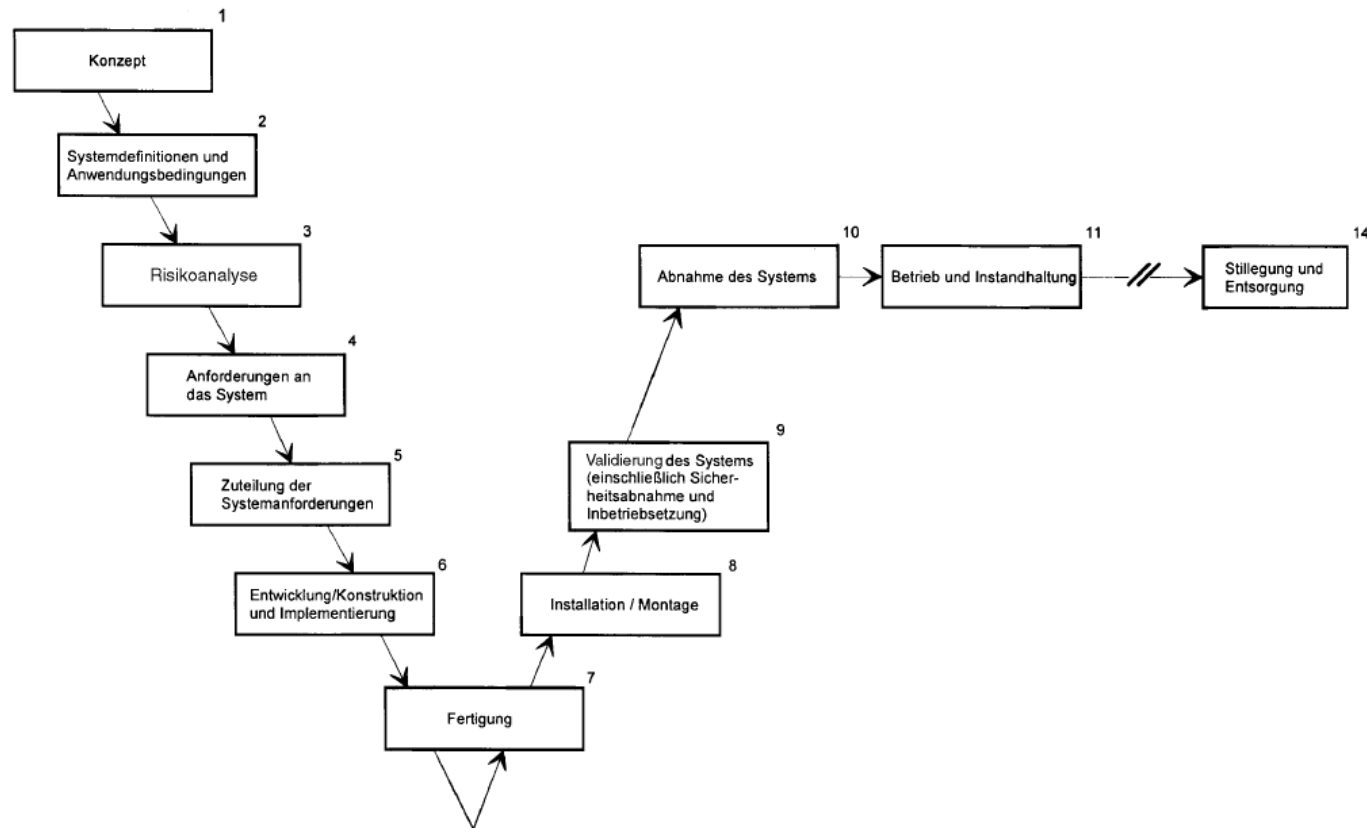 1
Konzept
2
Systemdefinitionen und
Anwendungsbedingungen
3
Risikoanalyse
4
Anforderungen an
das System
5
Zuteilung der
Systemanforderungen
6
Entwicklung/Konstruktion
und Implementierung
7
Fertigung
8
Installation / Montage
9
Validierung des Systems
(einschließlich Sicher-
heitsabnahme und
Inbetriebsetzung)
10
Abnahme des Systems
11
Betrieb und Instandhaltung
14
Stillegung und
Entsorgung